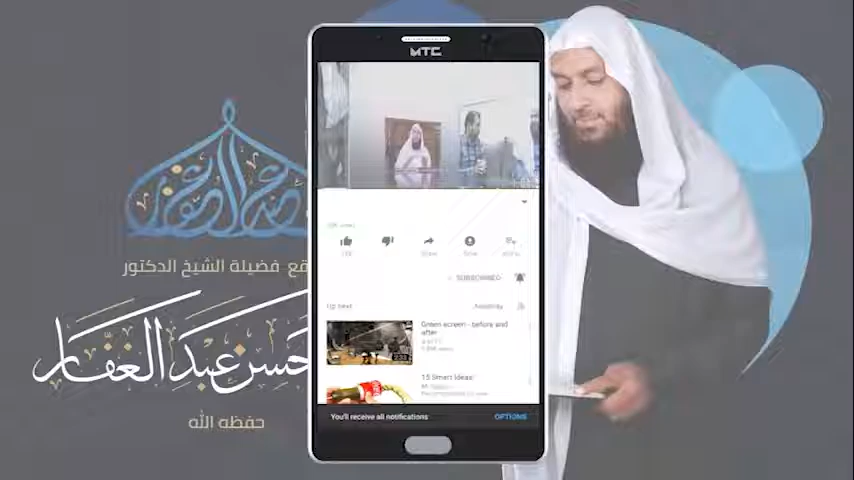 موقع فضيلة الشيخ الدكتور
حسن عبد الغفار
حفظه الله
MTC
Share
SUBSCRIBED
Up next
Autoplay
Green screen - before and
after
15 Smart Ideas!
You'll receive all notifications
OPTIONS